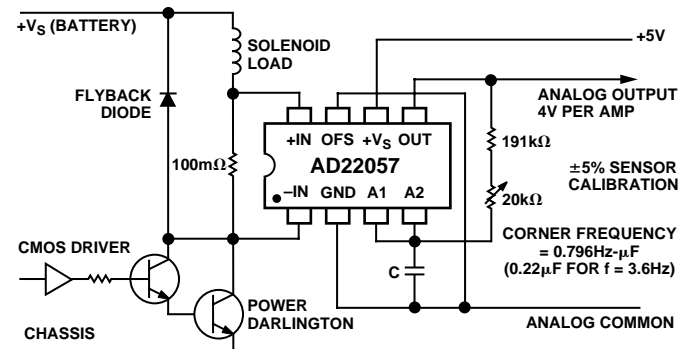 +VS (BATTERY)
SOLENOID
LOAD
+5V
FLYBACK
DIODE
ANALOG OUTPUT
4V PER AMP
+IN OFS +VS OUT
191kΩ
100mΩ
AD22057
±5% SENSOR
CALIBRATION
–IN GND A1 A2
20kΩ
CORNER FREQUENCY
= 0.796Hz-μF
(0.22μF FOR f = 3.6Hz)
CMOS DRIVER
C
POWER
DARLINGTON
ANALOG COMMON
CHASSIS